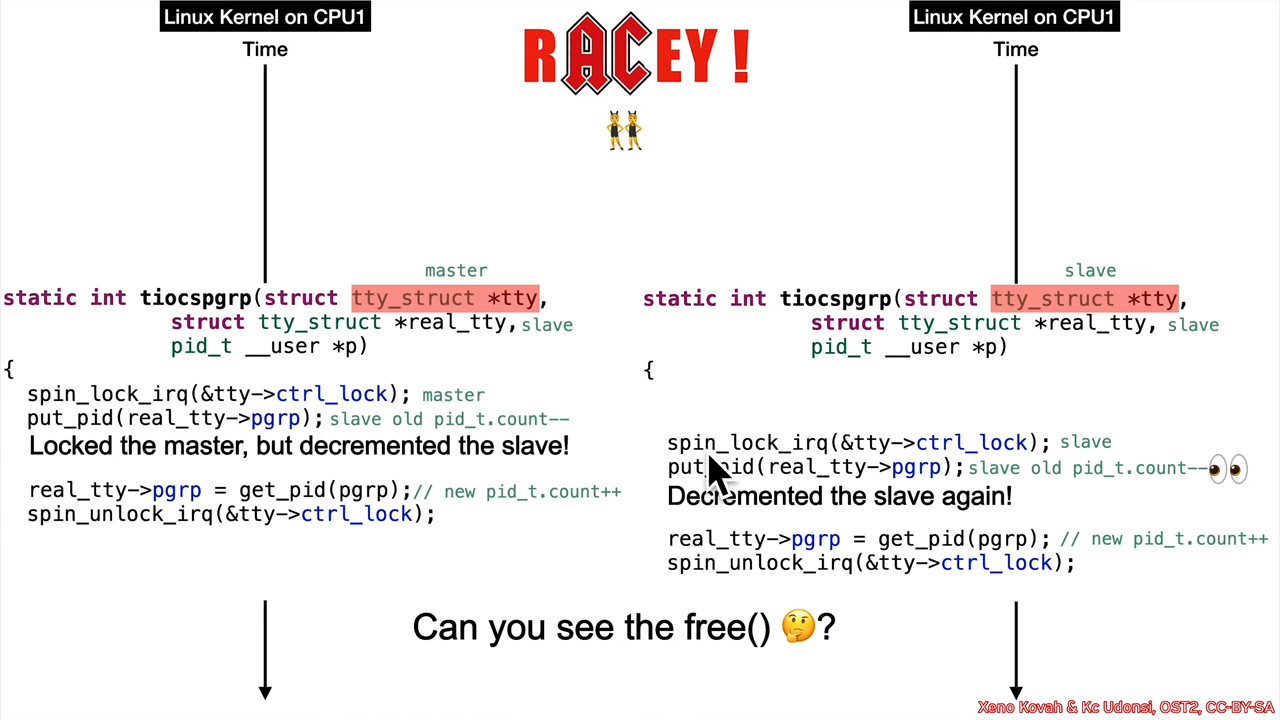 Linux Kernel on CPU1
Time
RACEY !
Linux Kernel on CPU1
Time
master
static int tiocspgrp(struct tty_struct *tty,
struct tty_struct *real_tty, slave
pid_t __user *p)
{
spin_lock_irq(&tty->ctrl_lock); master
put_pid(real_tty->pgrp); slave old pid_t.count--
Locked the master, but decremented the slave!
real_tty->pgrp = get_pid(pgrp);// new pid_t.count++
spin_unlock_irq(&tty->ctrl_lock);
slave
static int tiocspgrp(struct tty_struct *tty,
struct tty_struct *real_tty, slave
pid_t __user *p)
{
spin_lock_irq(&tty->ctrl_lock); slave
put_pid(real_tty->pgrp); slave old pid_t.count--
Decremented the slave again!
real_tty->pgrp = get_pid(pgrp); // new pid_t.count++
spin_unlock_irq(&tty->ctrl_lock);
Can you see the free() 🤔?
Xeno Kovah & Kc Udonsi, OST2, CC-BY-SA